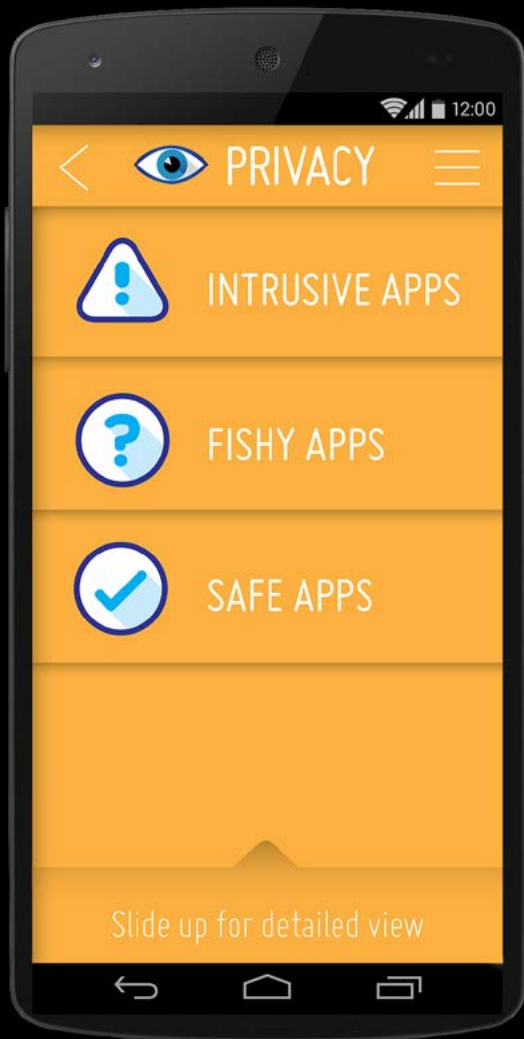 12:00
PRIVACY
INTRUSIVE APPS
FISHY APPS
SAFE APPS
Slide up for detailed view